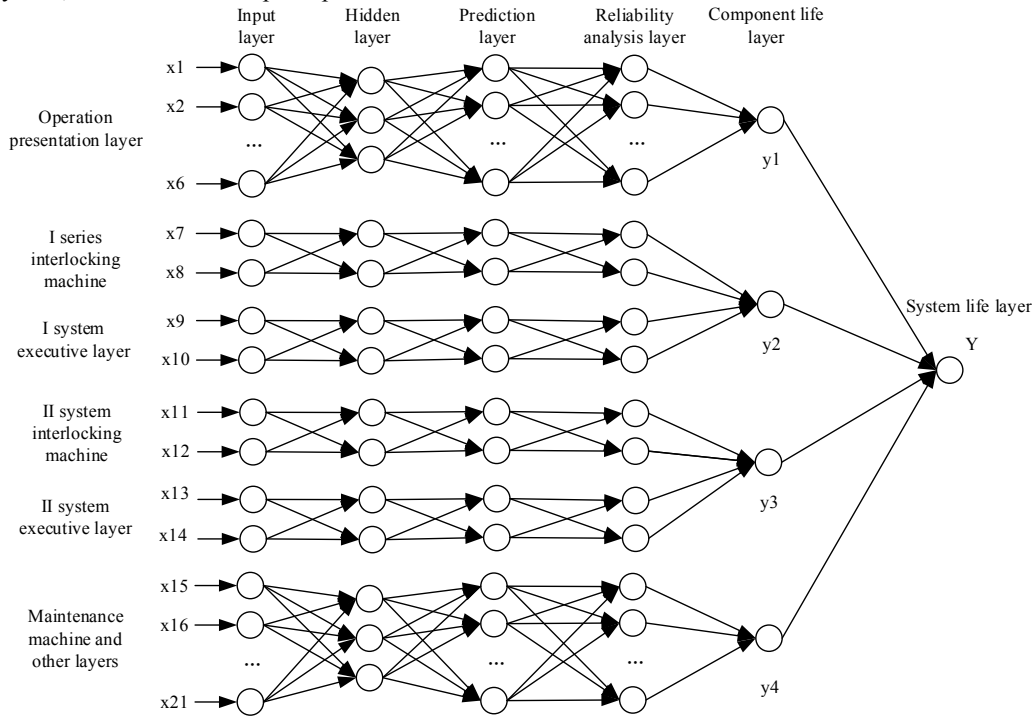 Input
layer
Hidden
layer
Prediction
layer
Reliability
analysis layer
Component life
layer
x1
x2
...
x6
Operation
presentation layer
...
...
y1
x7
x8
I series
interlocking
machine
x9
x10
I system
executive layer
y2
System life layer
Y
x11
x12
II system
interlocking
machine
x13
x14
II system
executive layer
y3
x15
x16
...
x21
Maintenance
machine and
other layers
...
...
y4